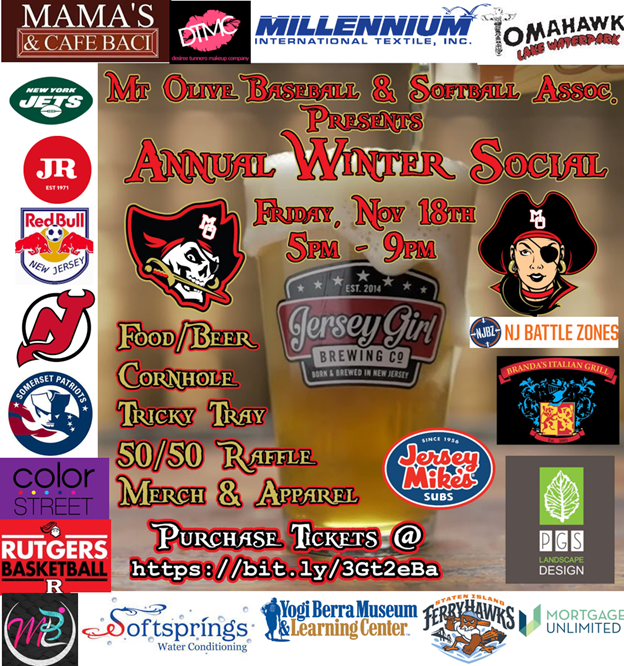 MAMA'S
& CAFE BACI
DTMC
desiree tunnero makeup company
MILLENNIUM
INTERNATIONAL TEXTILE, INC.
TOMAHAWK
LAKE WATERPARK
NEW YORK
JETS
JR
EST 1971
Red Bull
NEW JERSEY
NJ
SOMERSET PATRIOTS
color
STREET
RUTGERS
BASKETBALL
R
Mt Olive Baseball & Softball Assoc.
Presents
Annual Winter Social
Friday, Nov 18th
5pm - 9pm
MO
MO
EST. 2014
Jersey Girl
BREWING CO
BORN & BREWED IN NEW JERSEY
Food/Beer
Cornhole
Tricky Tray
50/50 Raffle
Merch & Apparel
Purchase Tickets @
https://bit.ly/3Gt2eBa
NJBZ
NJ BATTLE ZONES
BRANDA'S ITALIAN GRILL
SINCE 1956
Jersey
Mike's
SUBS
PGS
LANDSCAPE
DESIGN
Softsprings
Water Conditioning
Yogi Berra Museum
& Learning Center
STATEN ISLAND
FERRYHAWKS
MORTGAGE
UNLIMITED